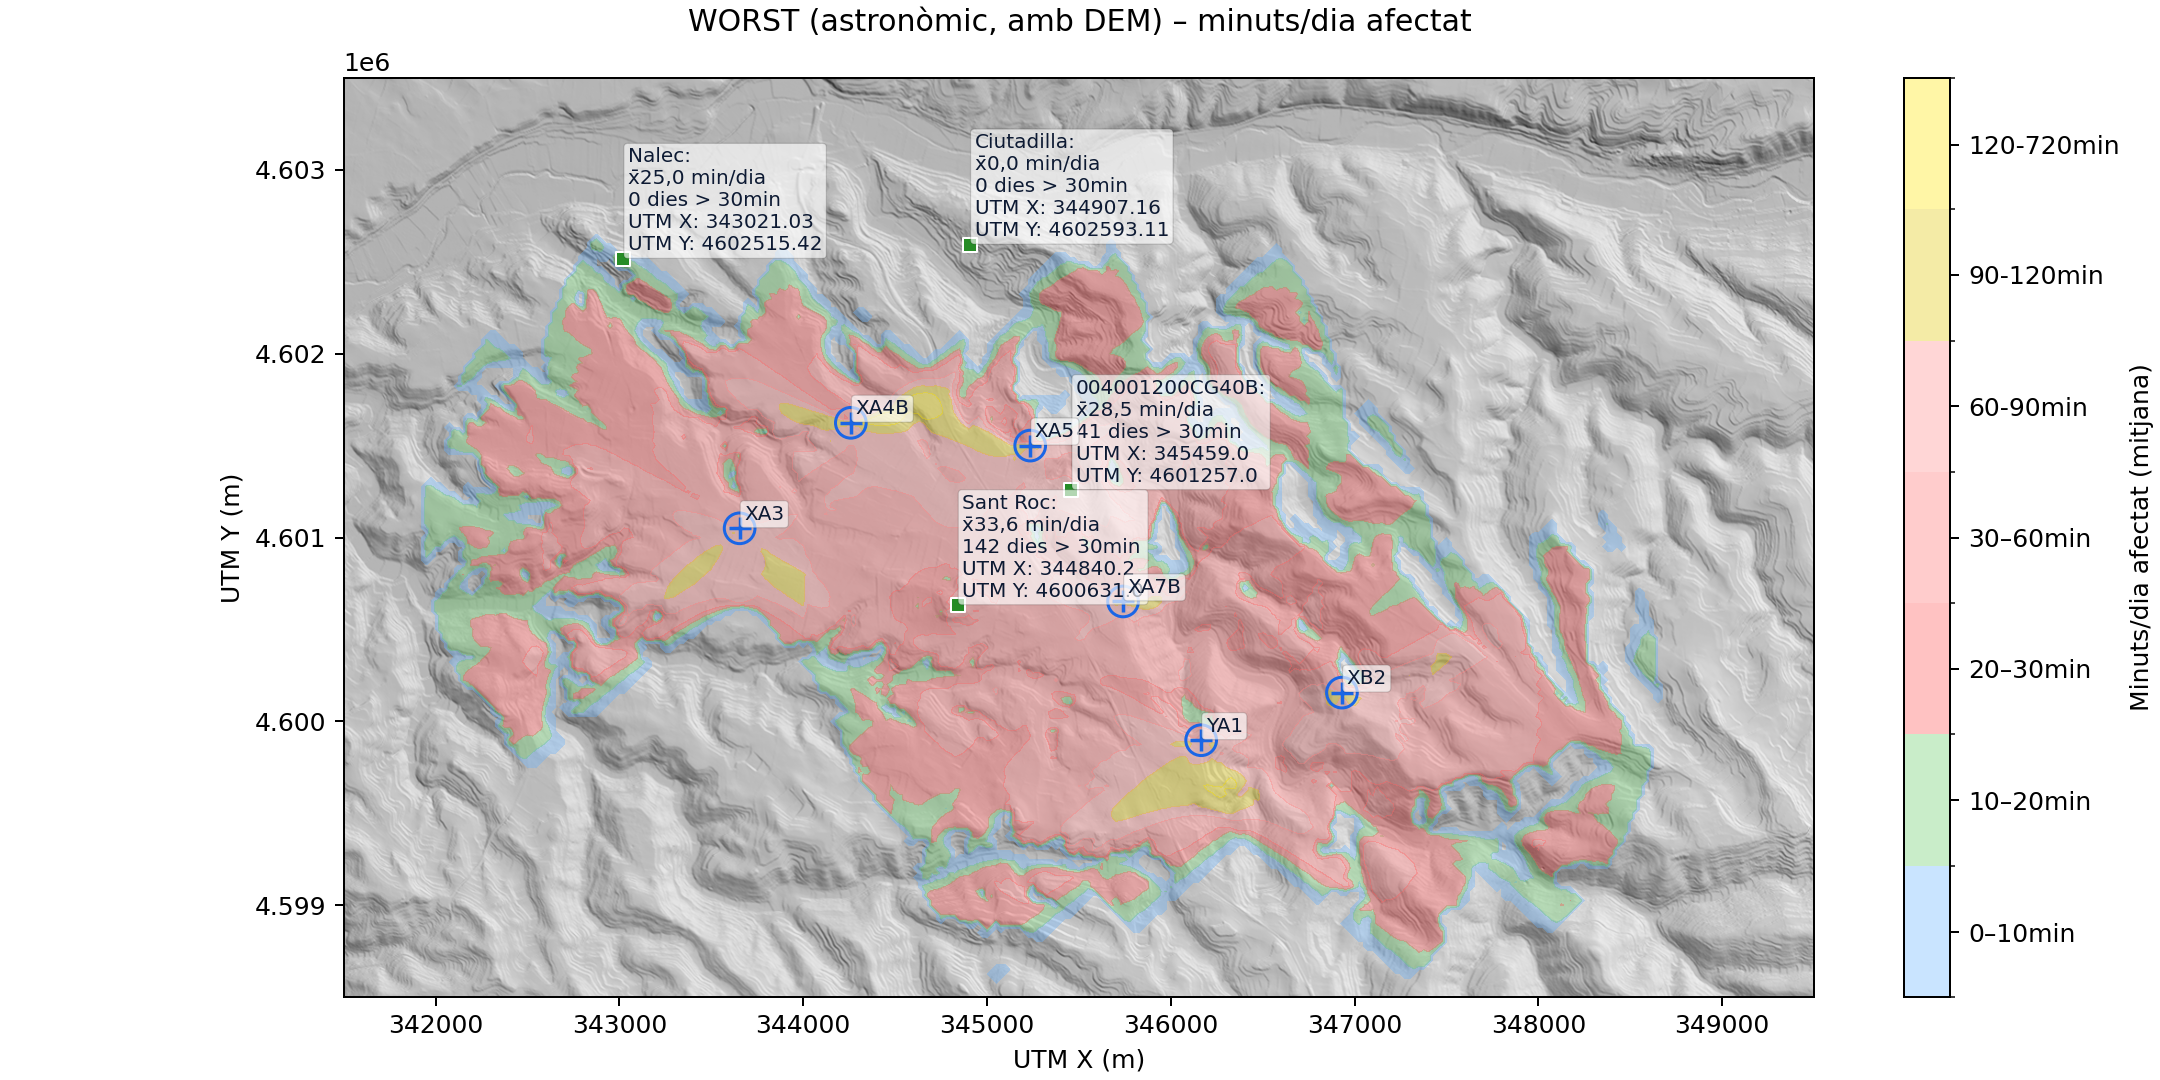 WORST (astronòmic, amb DEM) – minuts/dia afectat
1e6
4.603
4.602
4.601
4.600
4.599
UTM Y (m)
342000
343000
344000
345000
346000
347000
348000
349000
UTM X (m)
Nalec:
x̄25,0 min/dia
0 dies > 30min
UTM X: 343021.03
UTM Y: 4602515.42
Ciutadilla:
x̄0,0 min/dia
0 dies > 30min
UTM X: 344907.16
UTM Y: 4602593.11
004001200CG40B:
x̄28,5 min/dia
41 dies > 30min
UTM X: 345459.0
UTM Y: 4601257.0
Sant Roc:
x̄33,6 min/dia
142 dies > 30min
UTM X: 344840.2
UTM Y: 4600631
XA4B
XA5
XA3
XA7B
XB2
YA1
120-720min
90-120min
60-90min
30–60min
20–30min
10–20min
0–10min
Minuts/dia afectat (mitjana)